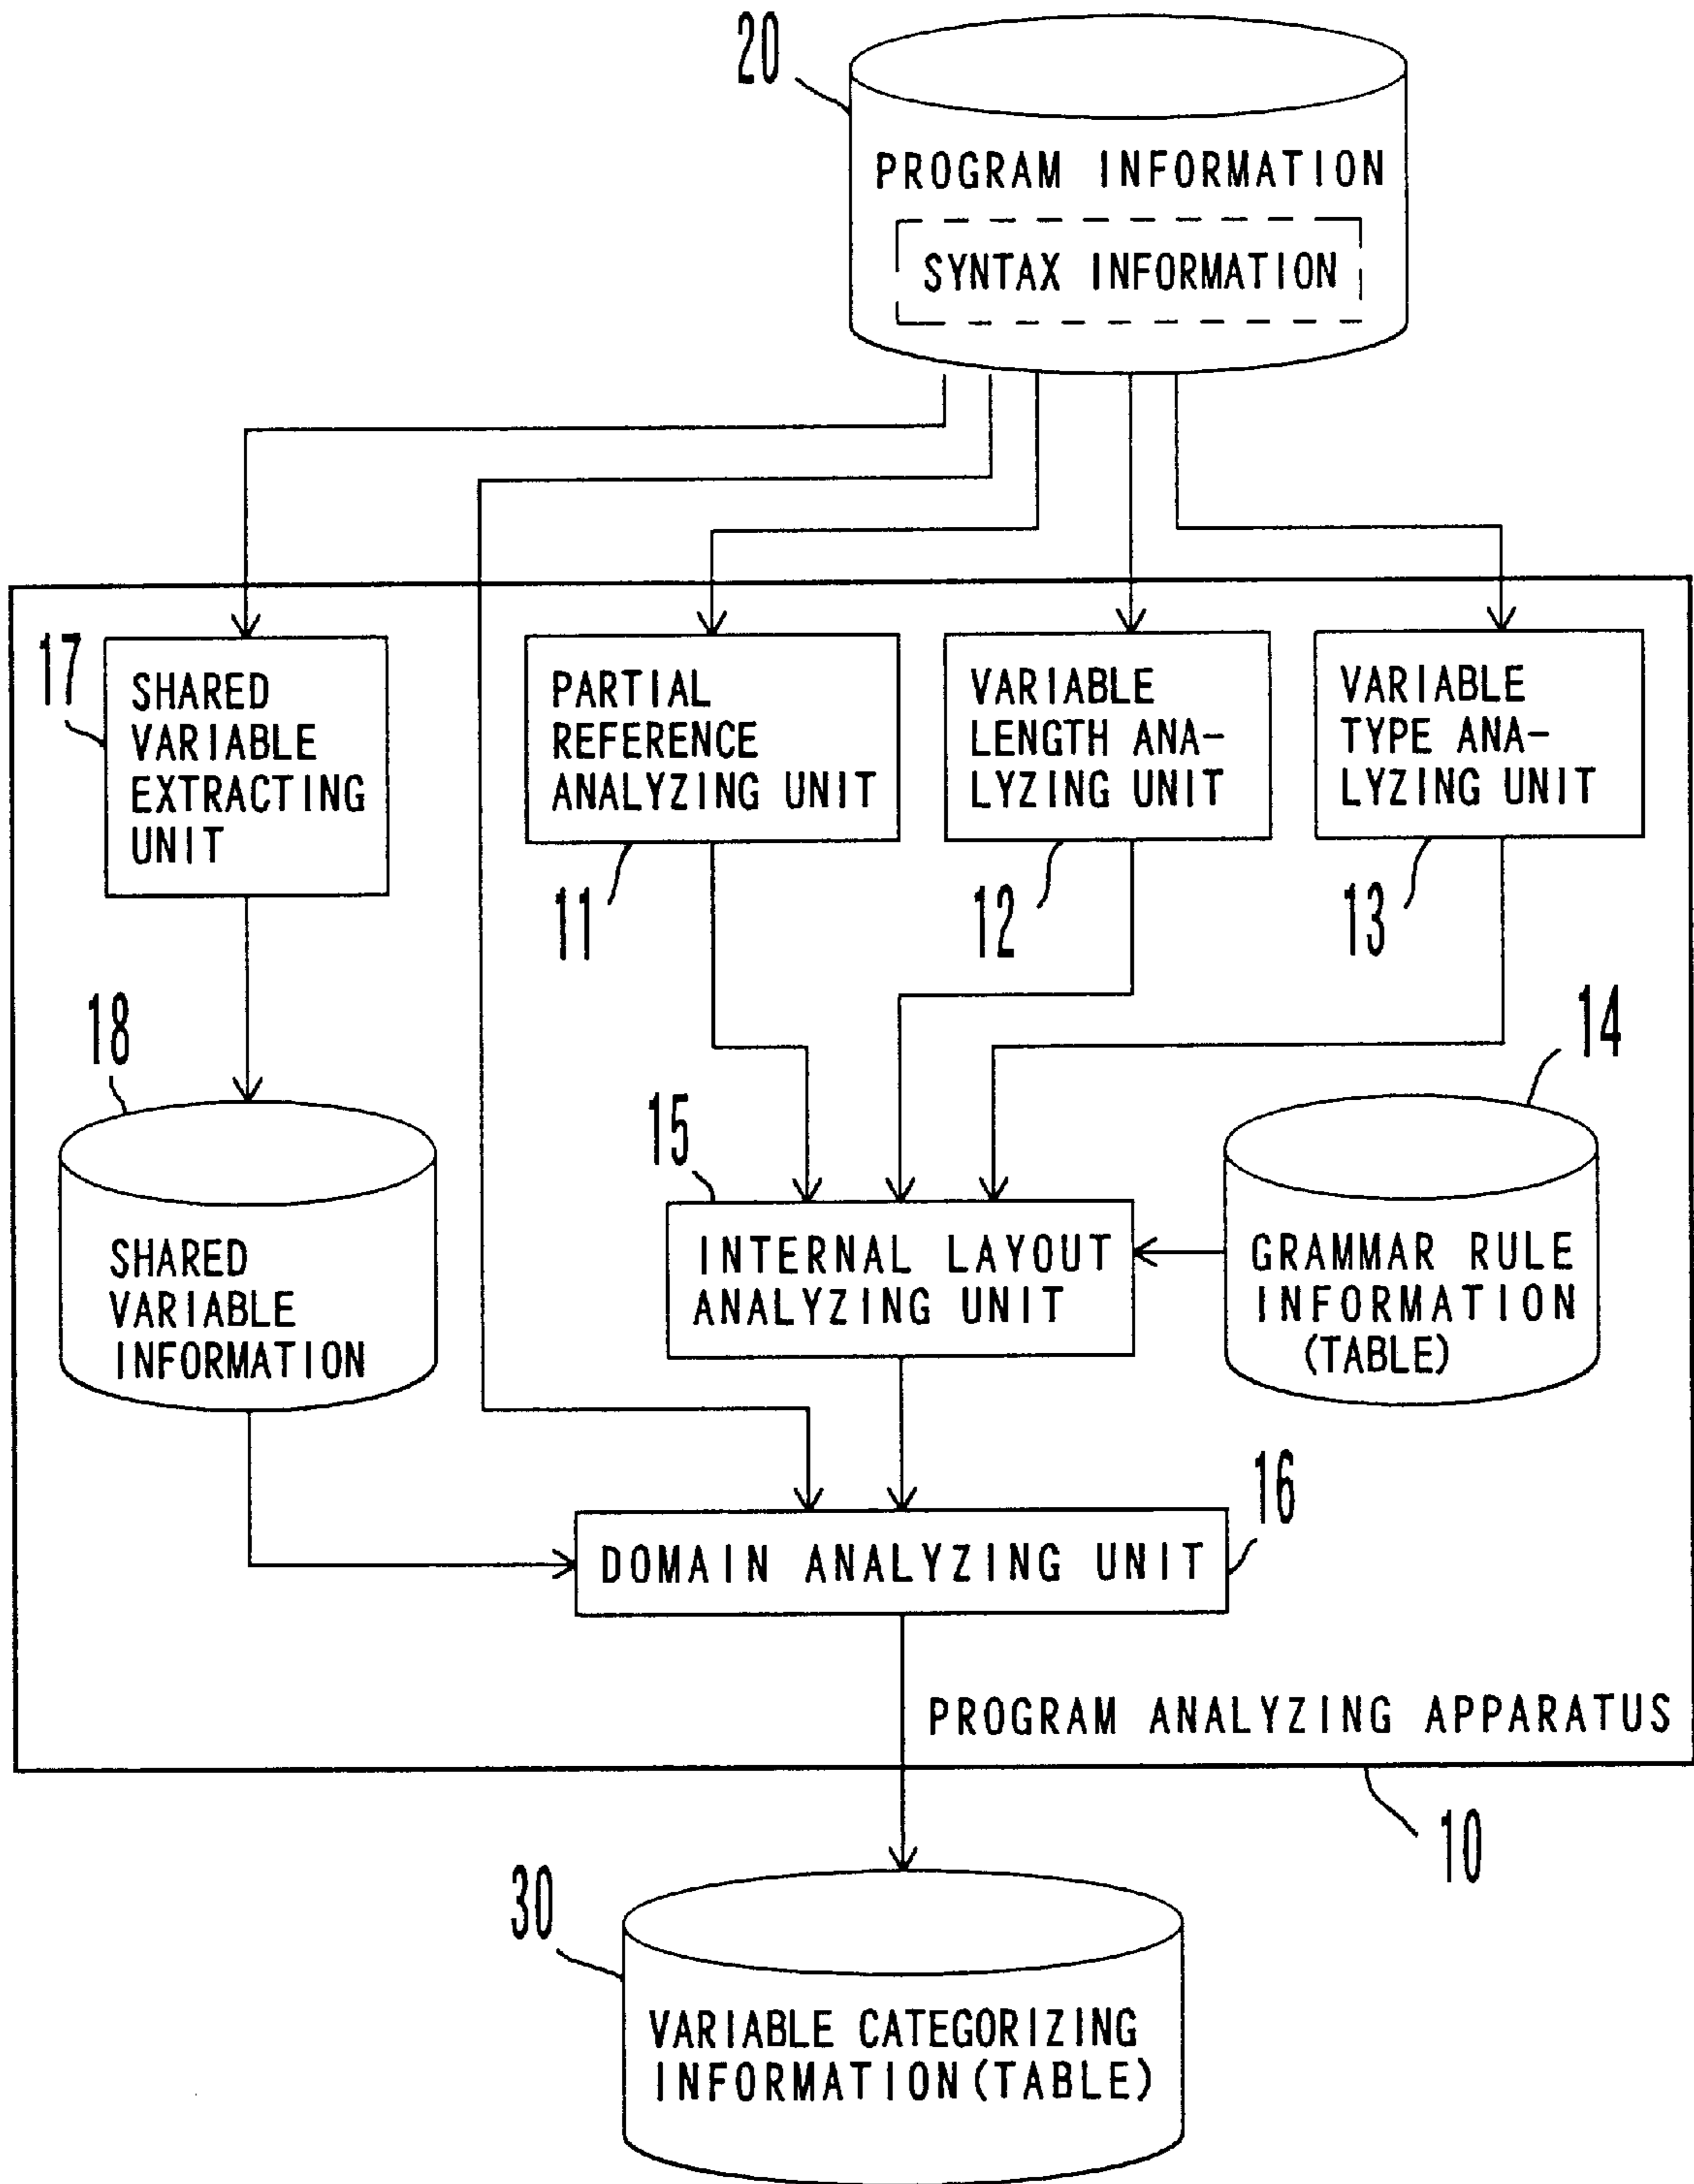 20
PROGRAM INFORMATION
SYNTAX INFORMATION
17
SHARED
VARIABLE
EXTRACTING
UNIT
PARTIAL
REFERENCE
ANALYZING UNIT
11
VARIABLE
LENGTH ANA-
LYZING UNIT
12
VARIABLE
TYPE ANA-
LYZING UNIT
13
18
SHARED
VARIABLE
INFORMATION
15
INTERNAL LAYOUT
ANALYZING UNIT
14
GRAMMAR RULE
INFORMATION
(TABLE)
16
DOMAIN ANALYZING UNIT
PROGRAM ANALYZING APPARATUS
10
30
VARIABLE CATEGORIZING
INFORMATION(TABLE)